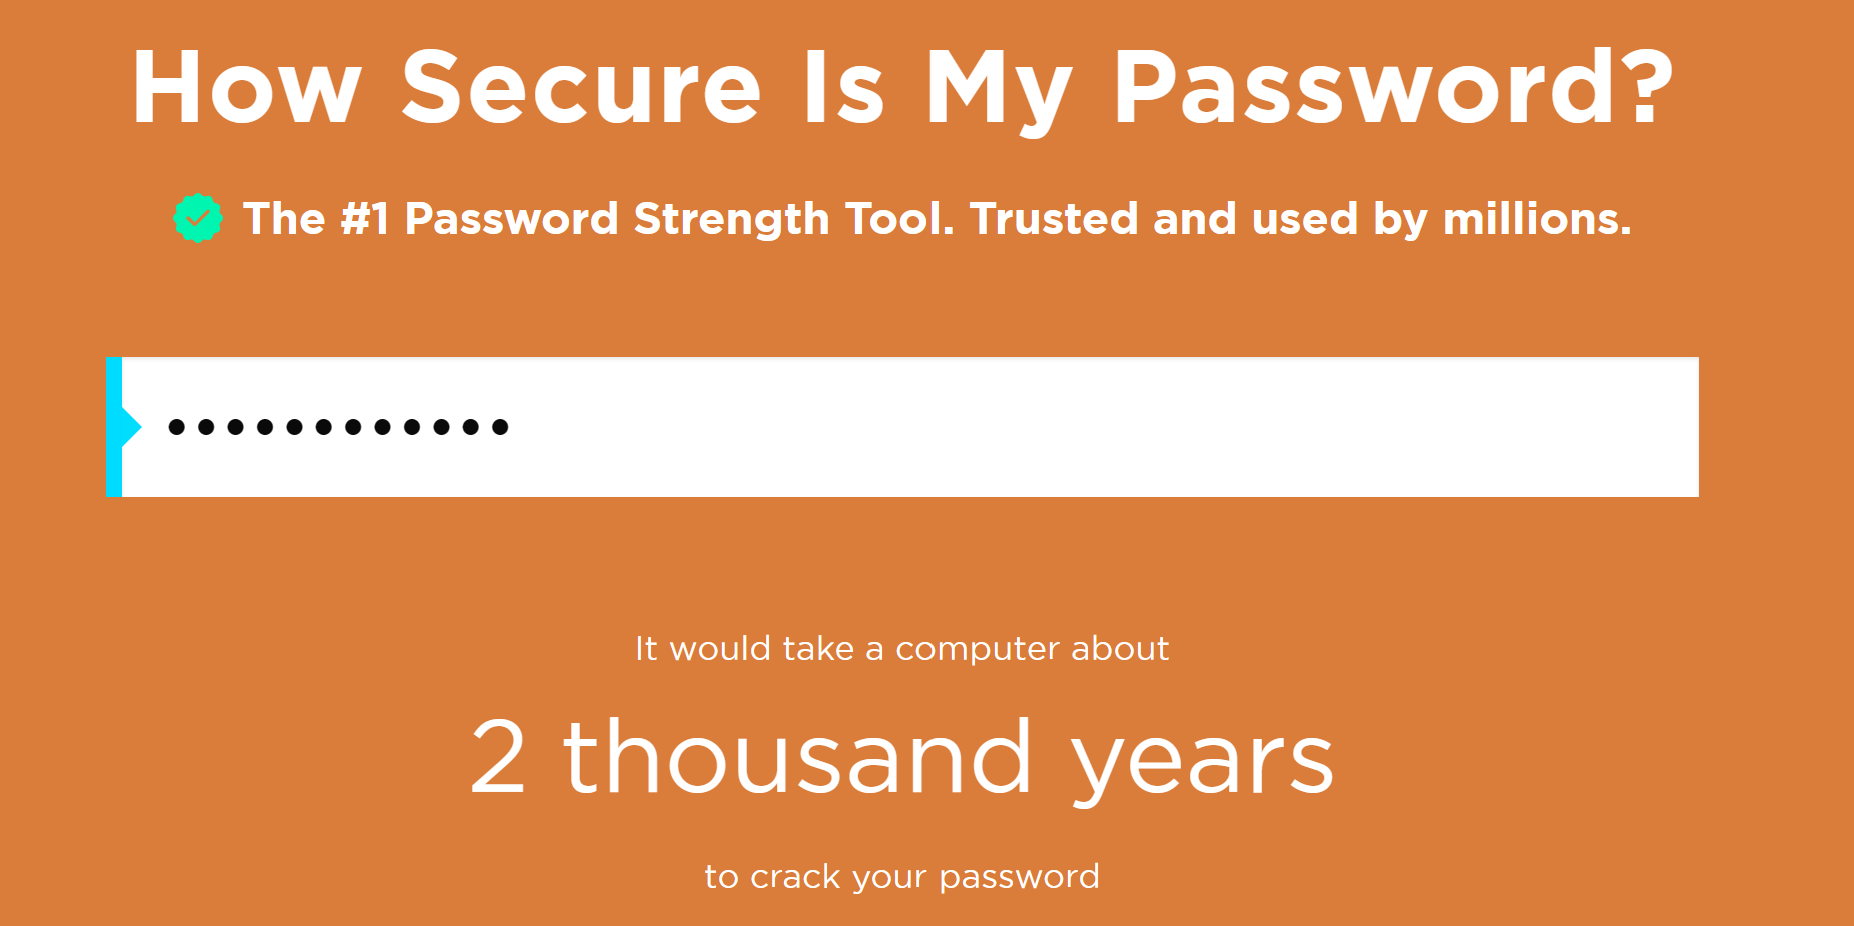 How Secure Is My Password?
The #1 Password Strength Tool. Trusted and used by millions.
••••••••••••
It would take a computer about
2 thousand years
to crack your password